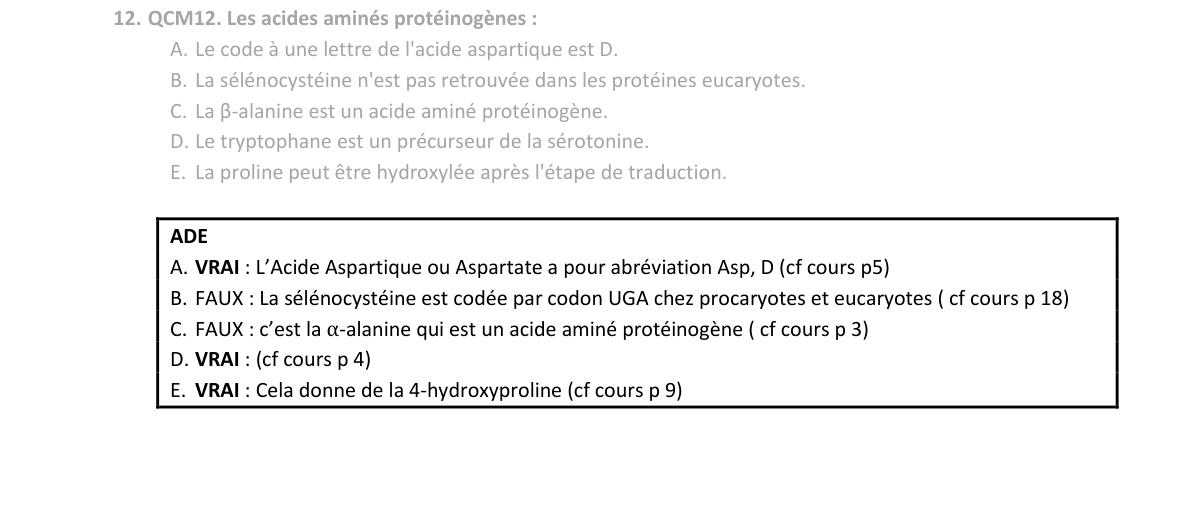 12. QCM12. Les acides aminés protéinogènes :
A. Le code à une lettre de l'acide aspartique est D.
B. La sélénocystéine n'est pas retrouvée dans les protéines eucaryotes.
C. La β-alanine est un acide aminé protéinogène.
D. Le tryptophane est un précurseur de la sérotonine.
E. La proline peut être hydroxylée après l'étape de traduction.
ADE
A. VRAI : L’Acide Aspartique ou Aspartate a pour abréviation Asp, D (cf cours p5)
B. FAUX : La sélénocystéine est codée par codon UGA chez procaryotes et eucaryotes ( cf cours p 18)
C. FAUX : c’est la α-alanine qui est un acide aminé protéinogène ( cf cours p 3)
D. VRAI : (cf cours p 4)
E. VRAI : Cela donne de la 4-hydroxyproline (cf cours p 9)